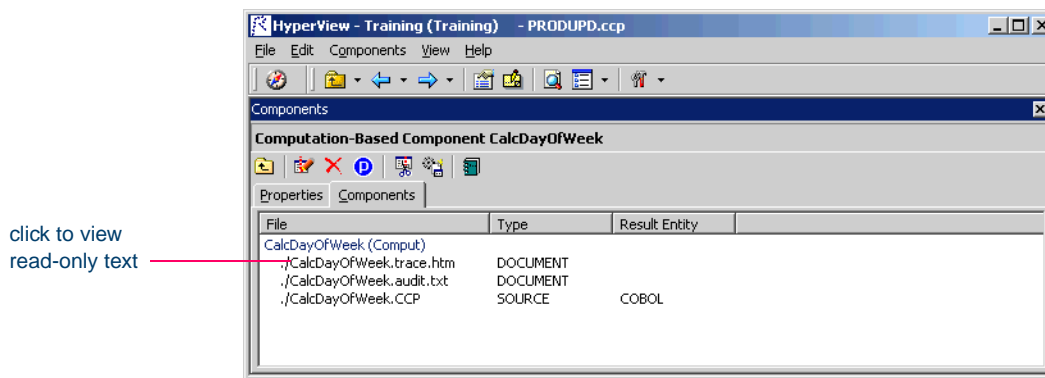 HyperView - Training (Training) - PRODUPD.ccp
File Edit Components View Help
Components
Computation-Based Component CalcDayOfWeek
P
Properties Components
File Type Result Entity
CalcDayOfWeek (Comput)
click to view
read-only text
./CalcDayOfWeek.trace.htm DOCUMENT
./CalcDayOfWeek.audit.txt DOCUMENT
./CalcDayOfWeek.CCP SOURCE COBOL